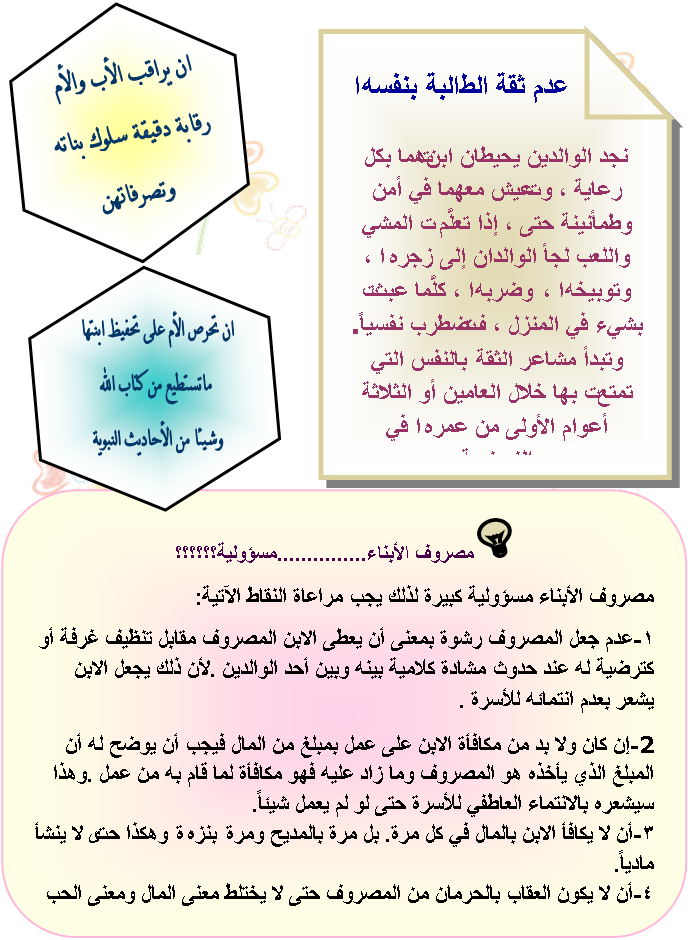 ان يراقب الأب والأم
رقابة دقيقة سلوك بناته
وتصرفاتهن
عدم ثقة الطالبة بنفسها
نجد الوالدين يحيطان ابنتهما بكل
رعاية ، وتعيش معهما في أمن
وطمأنينة حتى ، إذا تعلَّمت المشي
واللعب لجأ الوالدان إلى زجرها ،
وتوبيخها ، وضربها ، كلَّما عبثت
بشيء في المنزل ، فتضطرب نفسياً.
وتبدأ مشاعر الثقة بالنفس التي
تمتعت بها خلال العامين أو الثلاثة
أعوام الأولى من عمرها في
ان تحرص الأم على تحفيظ ابنتها
ماتستطيع من كتاب الله
وشيئا من الأحاديث النبوية
مصروف الأبناء...............مسؤولية؟؟؟؟؟؟
مصروف الأبناء مسؤولية كبيرة لذلك يجب مراعاة النقاط الآتية:
١-عدم جعل المصروف رشوة بمعنى أن يعطى الابن المصروف مقابل تنظيف غرفة أو
كترضية له عند حدوث مشادة كلامية بينه وبين أحد الوالدين .لأن ذلك يجعل الابن
يشعر بعدم انتمائه للأسرة .
2-إن كان ولا بد من مكافأة الابن على عمل بمبلغ من المال فيجب أن يوضح له أن
المبلغ الذي يأخذه هو المصروف وما زاد عليه فهو مكافأة لما قام به من عمل .وهذا
سيشعره بالانتماء العاطفي للأسرة حتى لو لم يعمل شيئاً.
٣-أن لا يكافأ الابن بالمال في كل مرة. بل مرة بالمديح ومرة بنزهة وهكذا حتى لا ينشأ
مادياً.
٤-أن لا يكون العقاب بالحرمان من المصروف حتى لا يختلط معنى المال ومعنى الحب